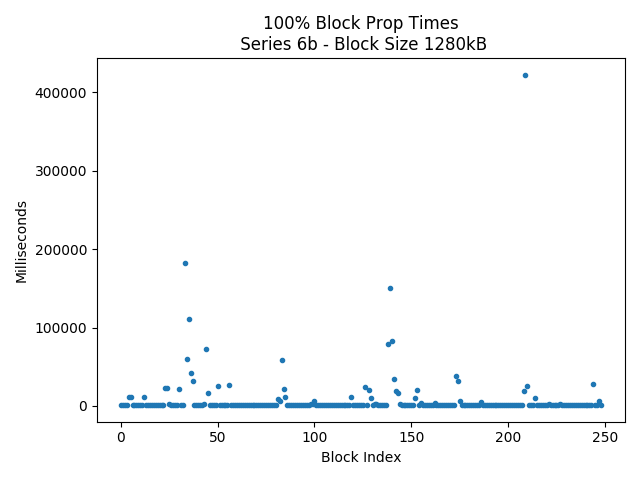 100% Block Prop Times
Series 6b - Block Size 1280kB
Milliseconds
400000
300000
200000
100000
0
0 50 100 150 200 250
Block Index